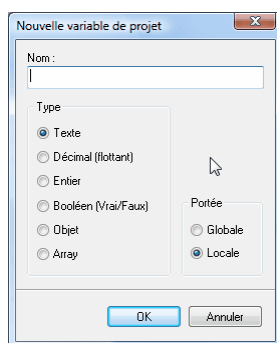 Nouvelle variable de projet
Nom :
Type
Texte
Décimal (flottant)
Entier
Booléen (Vrai/Faux)
Objet
Array
Portée
Globale
Locale
OK
Annuler